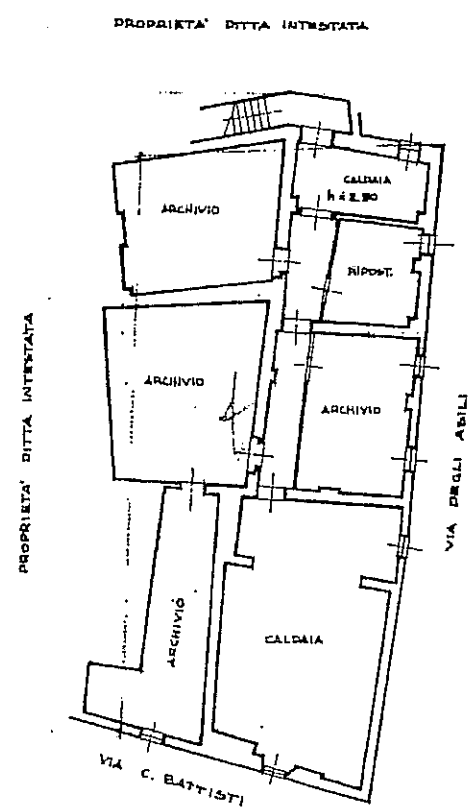 PROPRIETA' DITTA INTESTATA
CALDAIA
h = 2.80
ARCHIVIO
RIPOST.
ARCHIVIO
ARCHIVIO
PROPRIETA' DITTA INTESTATA
VIA DEGLI ASILI
ARCHIVIO
CALDAIA
VIA C. BATTISTI